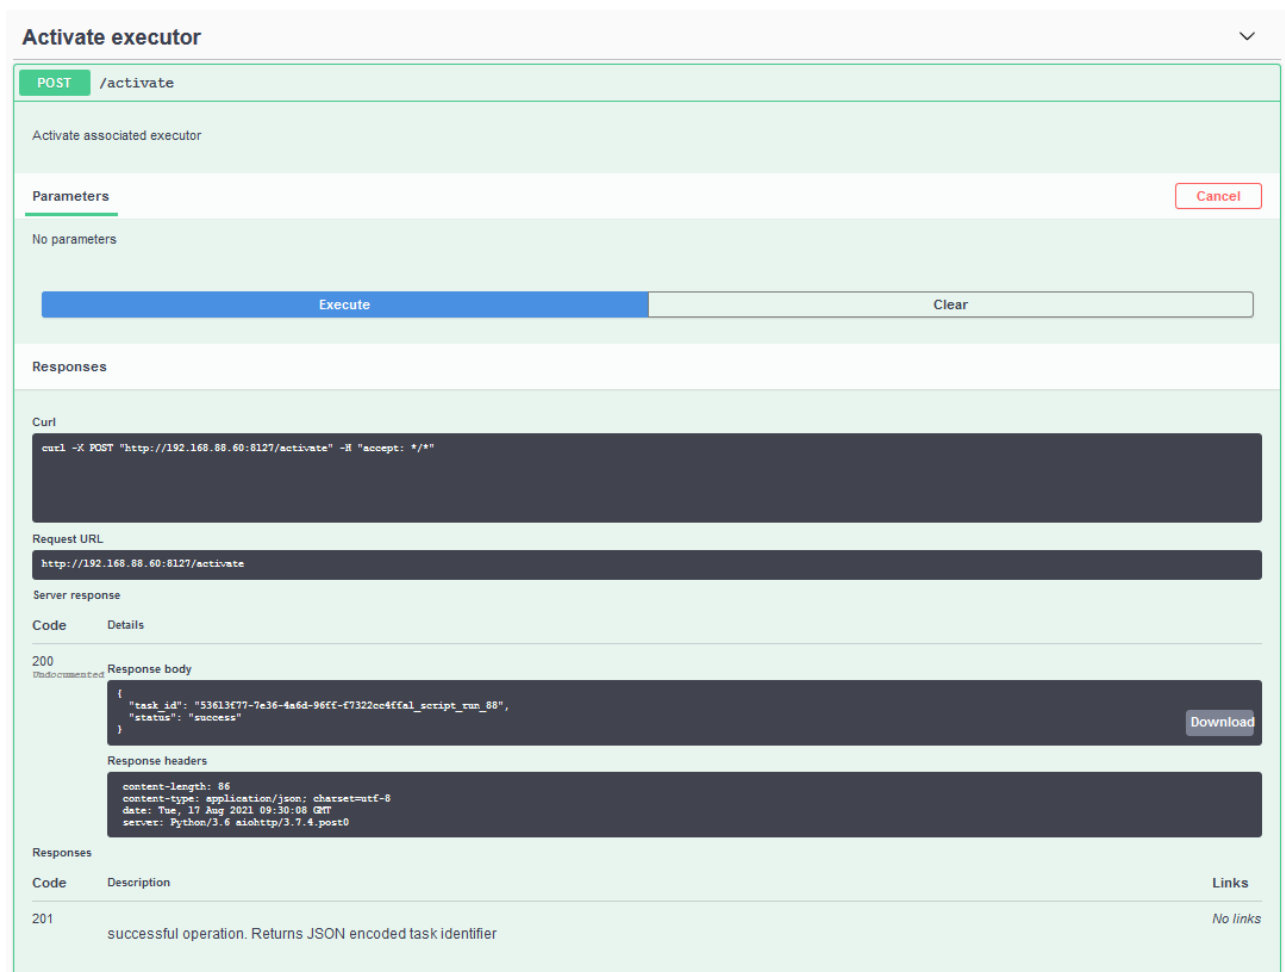 Activate executor
POST /activate
Activate associated executor
Parameters
Cancel
No parameters
Execute
Clear
Responses
Curl
curl -X POST "http://192.168.88.60:8127/activate" -H "accept: */*"
Request URL
http://192.168.88.60:8127/activate
Server response
Code Details
200
Undocumented
Response body
{
"task_id": "53613f77-7e36-4a6d-96ff-f7322cc4ffa1_script_run_88",
"status": "success"
}
Download
Response headers
content-length: 86
content-type: application/json; charset=utf-8
date: Tue, 17 Aug 2021 09:30:08 GMT
server: Python/3.6 aiohttp/3.7.4.post0
Responses
Code Description Links
201 No links
successful operation. Returns JSON encoded task identifier